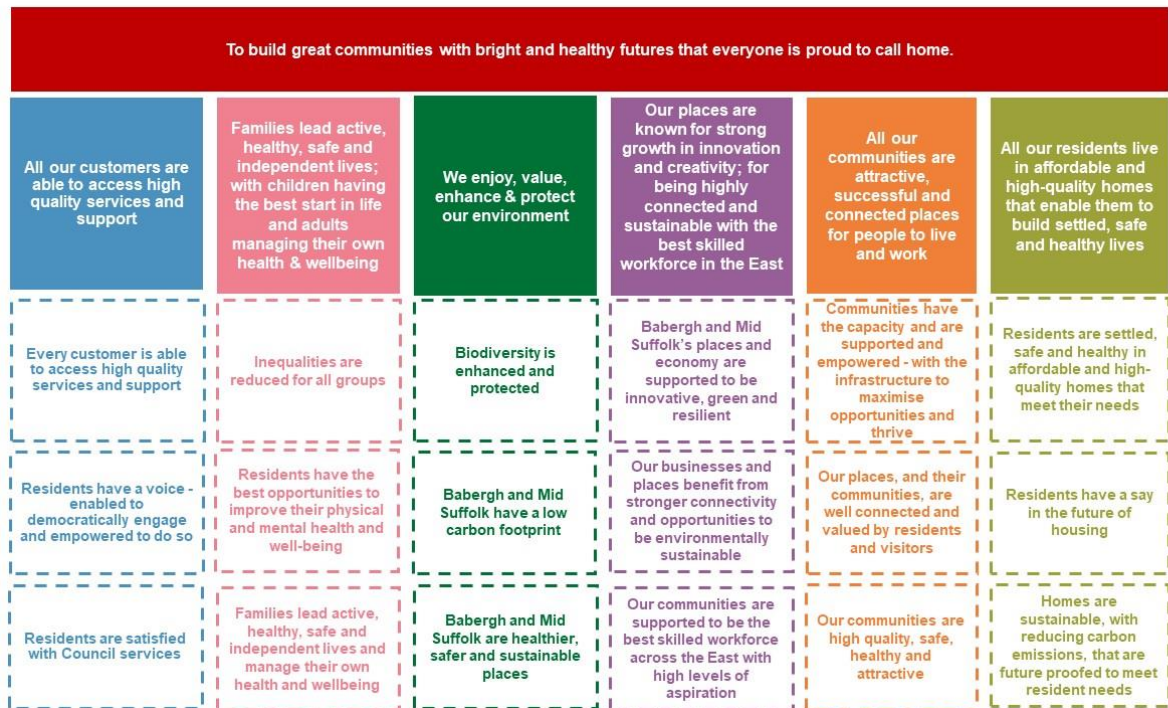 To build great communities with bright and healthy futures that everyone is proud to call home.
All our customers are
able to access high
quality services and
support
Families lead active,
healthy, safe and
independent lives;
with children having
the best start in life
and adults
managing their own
health & wellbeing
We enjoy, value,
enhance & protect
our environment
Our places are
known for strong
growth in innovation
and creativity; for
being highly
connected and
sustainable with the
best skilled
workforce in the East
All our
communities are
attractive,
successful and
connected places
for people to live
and work
All our residents live
in affordable and
high-quality homes
that enable them to
build settled, safe
and healthy lives
Every customer is able
to access high quality
services and support
Inequalities are
reduced for all groups
Biodiversity is
enhanced and
protected
Babergh and Mid
Suffolk's places and
economy are
supported to be
innovative, green and
resilient
Communities have
the capacity and are
supported and
empowered - with the
infrastructure to
maximise
opportunities and
thrive
Residents are settled,
safe and healthy in
affordable and high-
quality homes that
meet their needs
Residents have a voice -
enabled to
democratically engage
and empowered to do so
Residents have the
best opportunities to
improve their physical
and mental health and
well-being
Babergh and Mid
Suffolk have a low
carbon footprint
Our businesses and
places benefit from
stronger connectivity
and opportunities to
be environmentally
sustainable
Our places, and their
communities, are
well connected and
valued by residents
and visitors
Residents have a say
in the future of
housing
Residents are satisfied
with Council services
Families lead active,
healthy, safe and
independent lives and
manage their own
health and wellbeing
Babergh and Mid
Suffolk are healthier,
safer and sustainable
places
Our communities are
supported to be the
best skilled workforce
across the East with
high levels of
aspiration
Our communities are
high quality, safe,
healthy and
attractive
Homes are
sustainable, with
reducing carbon
emissions, that are
future proofed to meet
resident needs